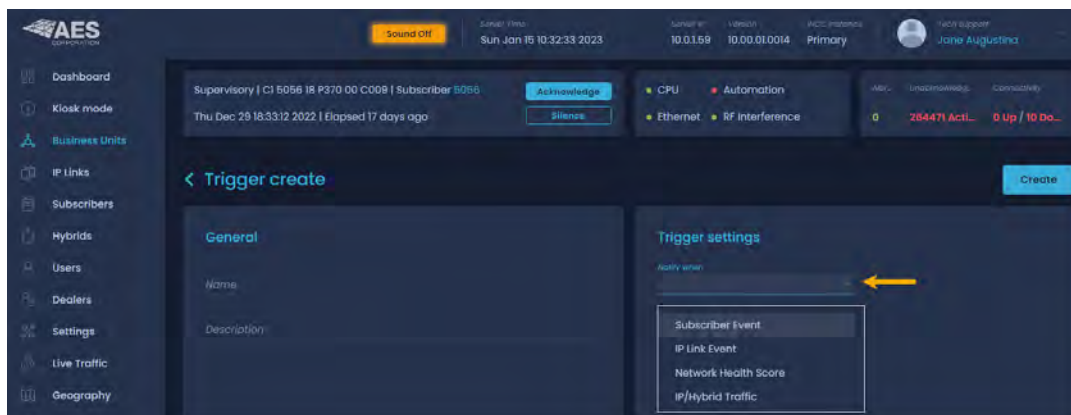 AES
CORPORATION
Sound Off
Server Time
Sun Jan 15 10:32:33 2023
Server IP
10.0.1.59
Version
10.00.01.0014
Primary
Tech Support
Jane Augustina
Dashboard
Kiosk mode
Business Units
IP Links
Subscribers
Hybrids
Users
Dealers
Settings
Live Traffic
Geography
Supervisory | C1 5056 18 P370 00 C009 | Subscriber 5056
Thu Dec 29 18:33:12 2022 | Elapsed 17 days ago
Acknowledge
Silence
CPU
Automation
Ethernet
RF Interference
0
284471 Acti...
Connectivity
0 Up / 10 Do...
Trigger create
Create
General
Name
Description
Trigger settings
Notify when
Subscriber Event
IP Link Event
Network Health Score
IP/Hybrid Traffic